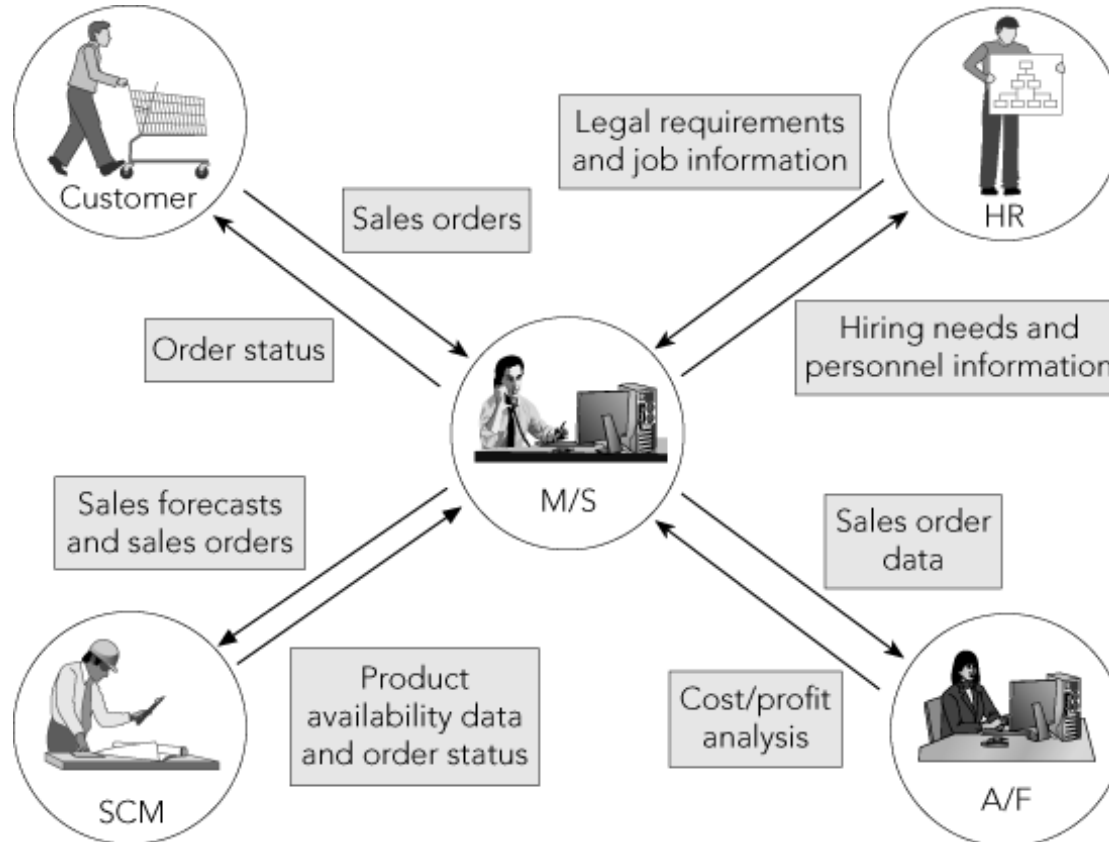 Customer
Legal requirements
and job information
HR
Sales orders
Order status
Hiring needs and
personnel information
M/S
Sales forecasts
and sales orders
Sales order
data
SCM
Product
availability data
and order status
Cost/profit
analysis
A/F